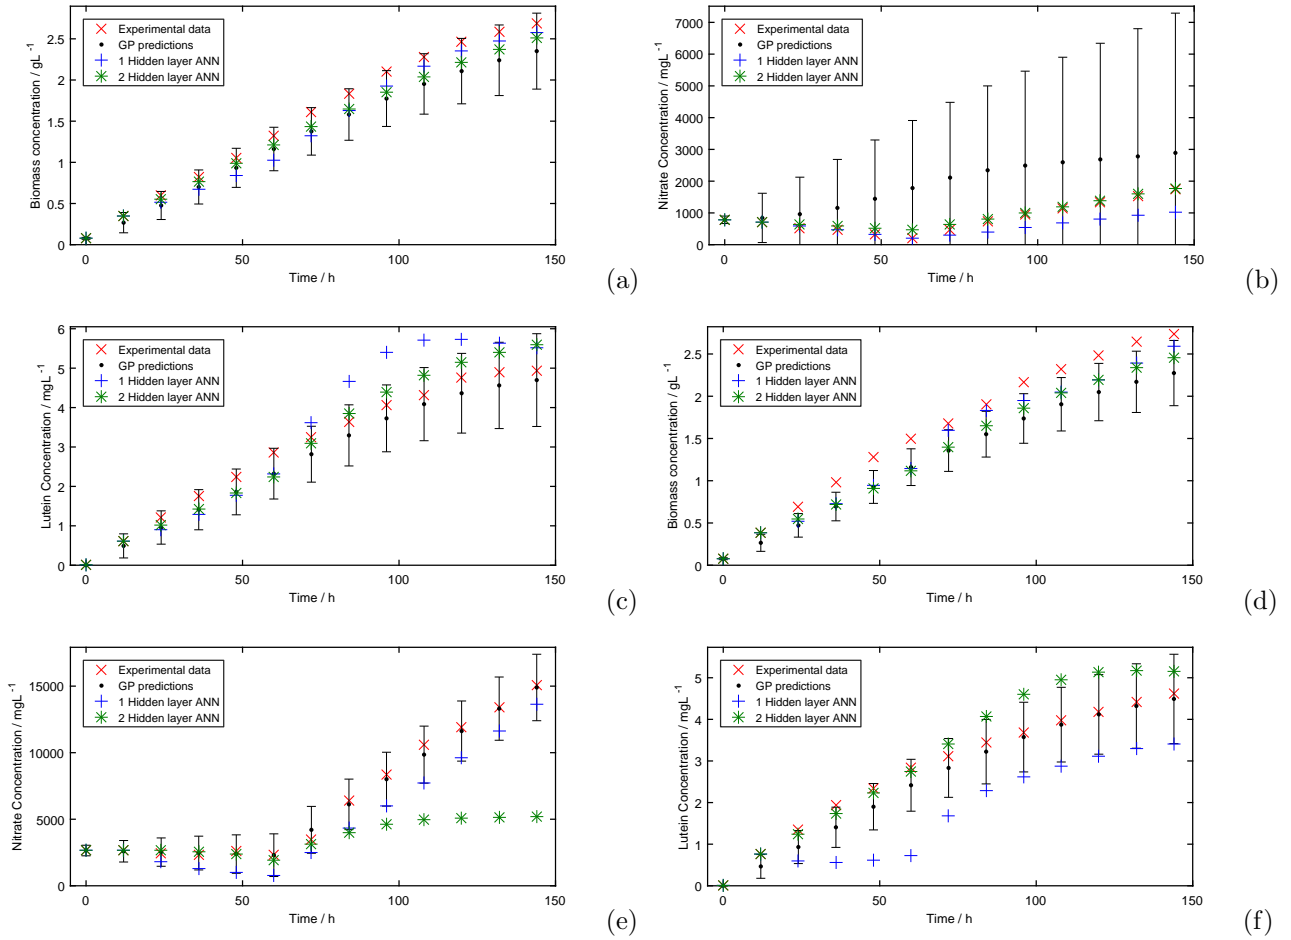 Biomass concentration / gL⁻¹
2.5
2
1.5
1
0.5
0
Experimental data
GP predictions
1 Hidden layer ANN
2 Hidden layer ANN
0 50 100 150
Time / h
(a)
Nitrate Concentration / mgL⁻¹
7000
6000
5000
4000
3000
2000
1000
0
Experimental data
GP predictions
1 Hidden layer ANN
2 Hidden layer ANN
0 50 100 150
Time / h
(b)
Lutein Concentration / mgL⁻¹
6
5
4
3
2
1
0
Experimental data
GP predictions
1 Hidden layer ANN
2 Hidden layer ANN
0 50 100 150
Time / h
(c)
Biomass concentration / gL⁻¹
2.5
2
1.5
1
0.5
0
Experimental data
GP predictions
1 Hidden layer ANN
2 Hidden layer ANN
0 50 100 150
Time / h
(d)
Nitrate Concentration / mgL⁻¹
15000
10000
5000
0
Experimental data
GP predictions
1 Hidden layer ANN
2 Hidden layer ANN
0 50 100 150
Time / h
(e)
Lutein Concentration / mgL⁻¹
5
4
3
2
1
0
Experimental data
GP predictions
1 Hidden layer ANN
2 Hidden layer ANN
0 50 100 150
Time / h
(f)